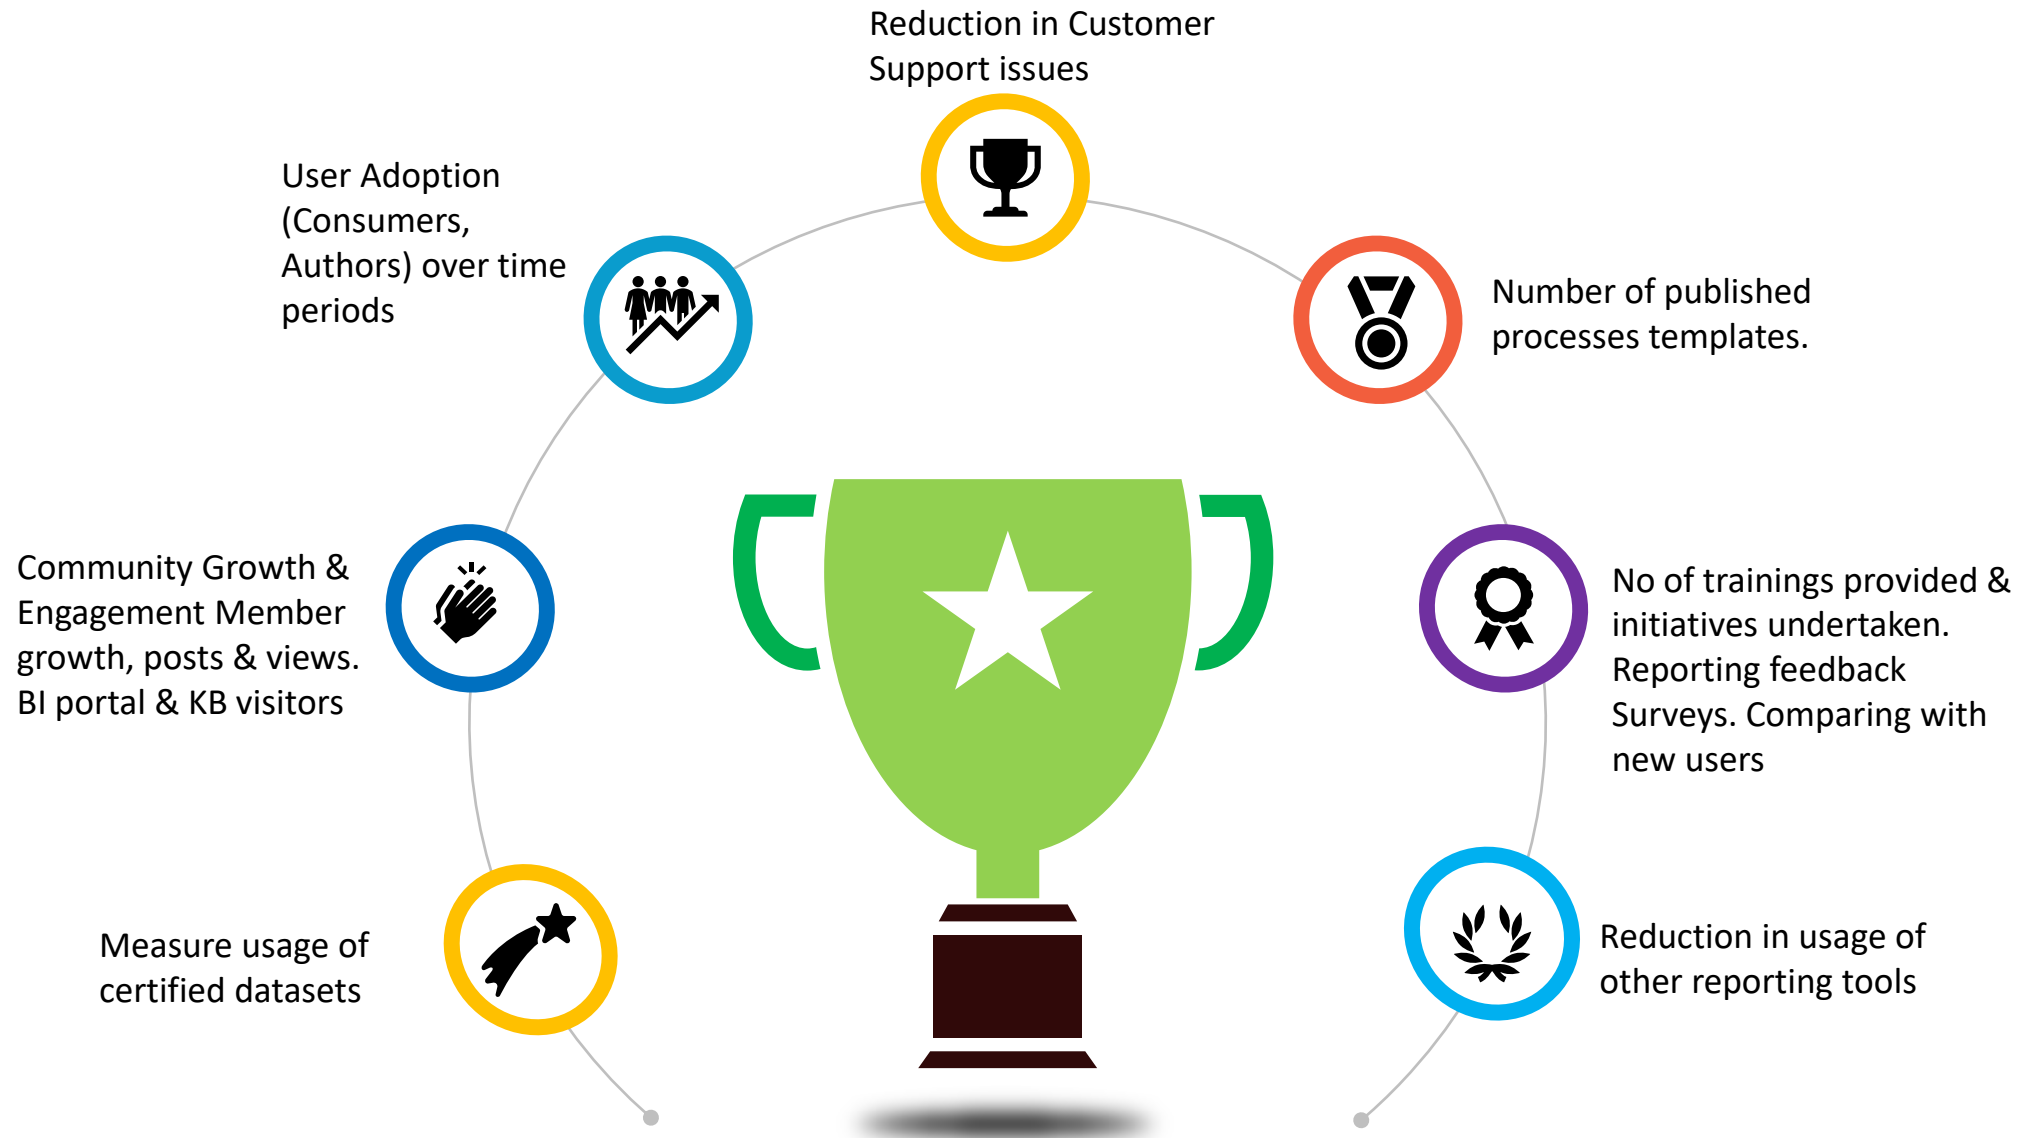 Reduction in Customer
Support issues
User Adoption
(Consumers,
Authors) over time
periods
Number of published
processes templates.
Community Growth &
Engagement Member
growth, posts & views.
BI portal & KB visitors
No of trainings provided &
initiatives undertaken.
Reporting feedback
Surveys. Comparing with
new users
Measure usage of
certified datasets
Reduction in usage of
other reporting tools